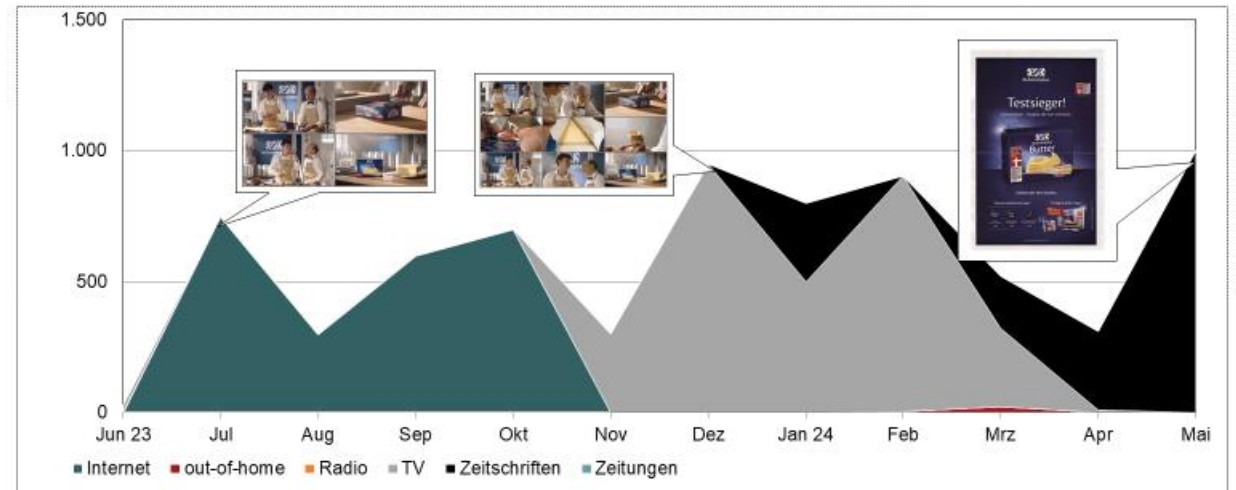 1.500
1.000
500
0
Testsieger!
Butter
Jun 23 Jul Aug Sep Okt Nov Dez Jan 24 Feb Mrz Apr Mai
Internet out-of-home Radio TV Zeitschriften Zeitungen